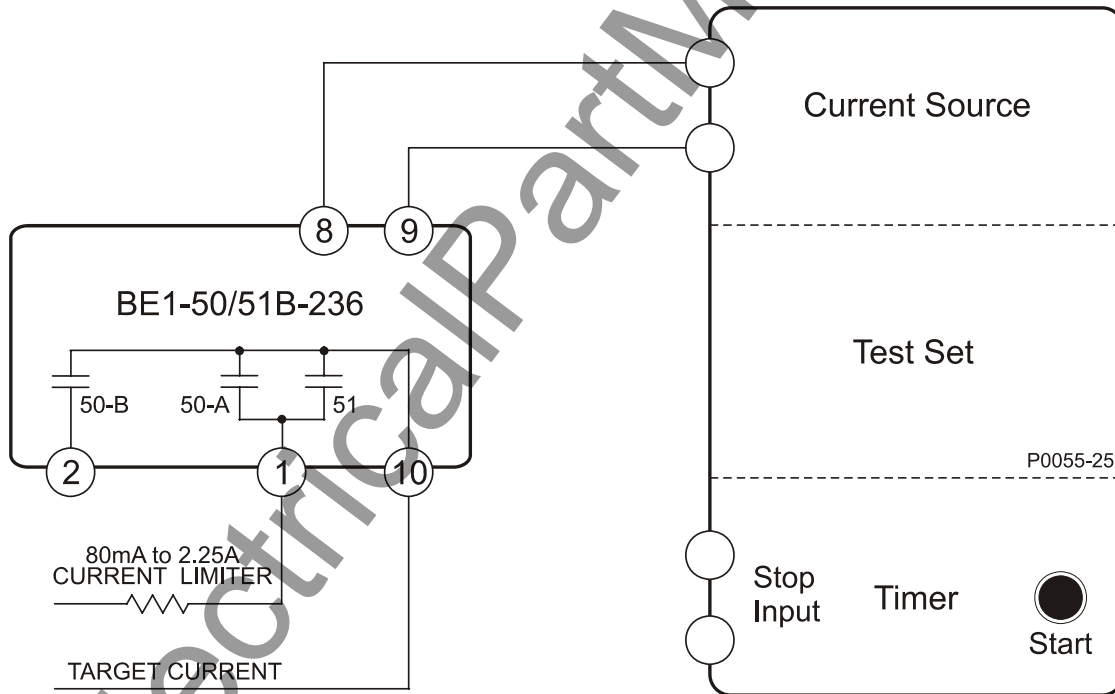 Current Source
8
9
BE1-50/51B-236
Test Set
50-B
50-A
51
2
1
10
P0055-25
80mA to 2.25A
CURRENT LIMITER
Stop
Input
Timer
Start
TARGET CURRENT